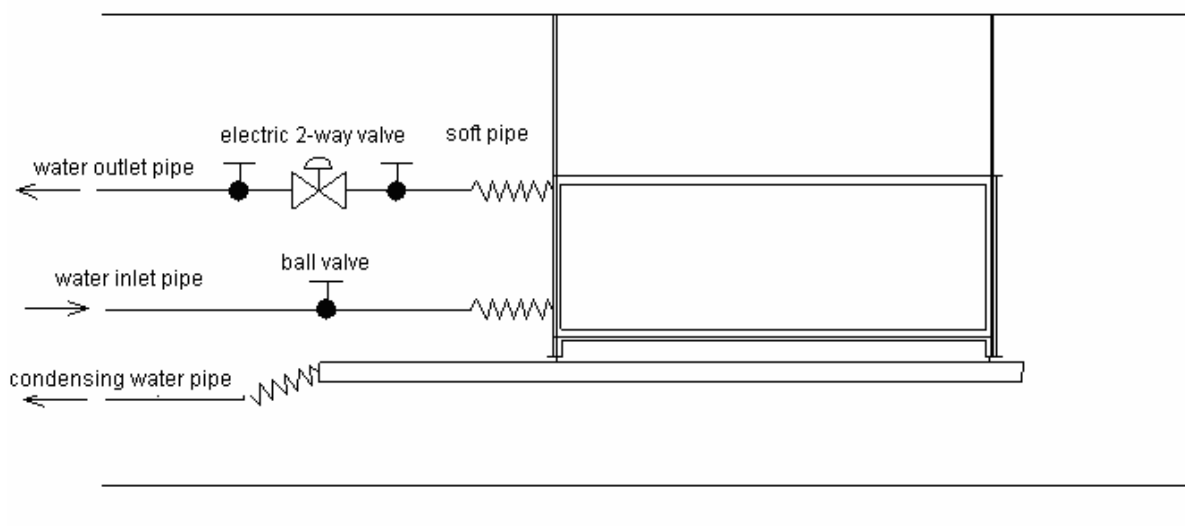 electric 2-way valve
soft pipe
water outlet pipe
ball valve
water inlet pipe
condensing water pipe